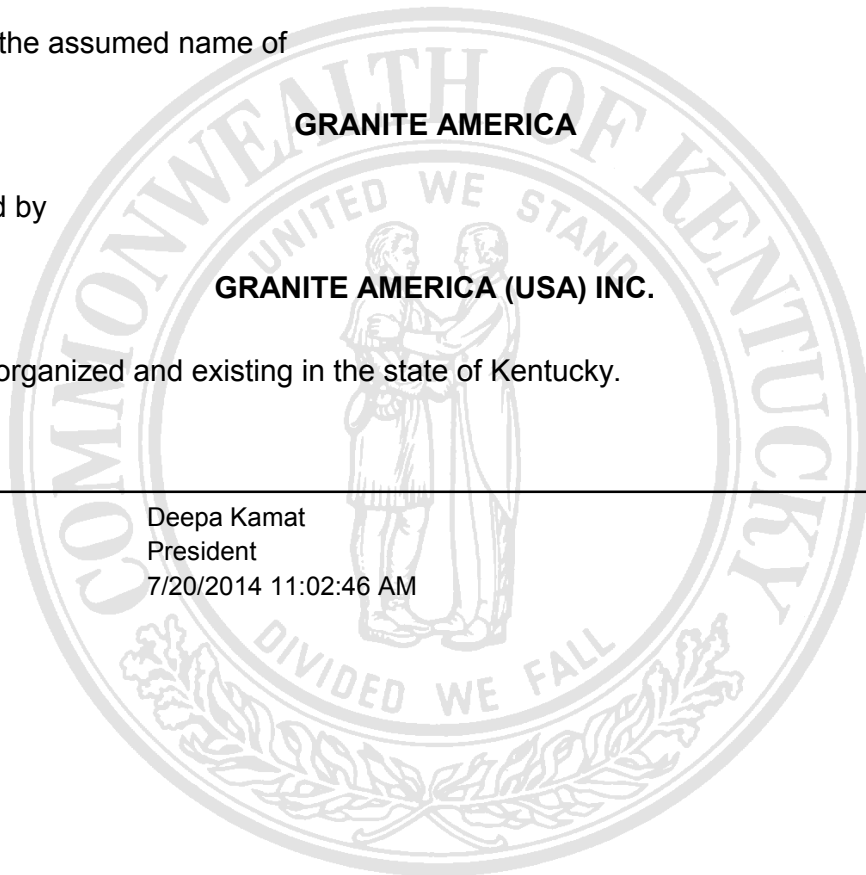 the assumed name of
GRANITE AMERICA
d by
GRANITE AMERICA (USA) INC.
organized and existing in the state of Kentucky.
Deepa Kamat
President
7/20/2014 11:02:46 AM
COMMONWEALTH OF KENTUCKY
UNITED WE STAND
DIVIDED WE FALL